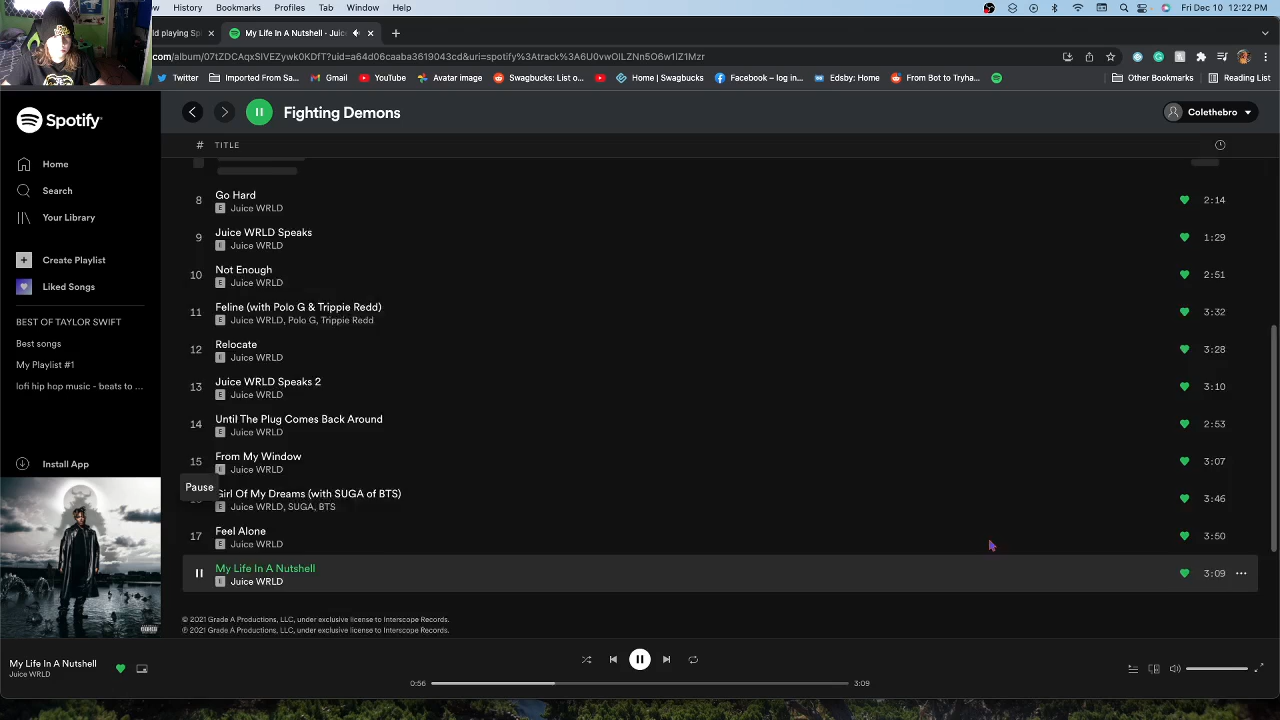 History
Bookmarks
Profiles
Tab
Window
Help
Fri Dec 10 12:22 PM
d playing Sp
My Life In A Nutshell - Juice
com/album/07tZDCAqxSIVEZywk0KDfT?uid=a64d06caaba3619043cd&uri=spotify%3Atrack%3A6U0vwOILZNn5O6w1IZ1Mzr
Twitter
Imported From Sa...
Gmail
YouTube
Avatar image
Swagbucks: List o...
Home | Swagbucks
Facebook – log in...
Edsby: Home
From Bot to Tryha...
Other Bookmarks
Reading List
Spotify
Fighting Demons
Colethebro
# TITLE
Home
Search
Your Library
Create Playlist
Liked Songs
BEST OF TAYLOR SWIFT
Best songs
My Playlist #1
lofi hip hop music - beats to ...
Install App
8 Go Hard 2:14
E Juice WRLD
9 Juice WRLD Speaks 1:29
E Juice WRLD
10 Not Enough 2:51
E Juice WRLD
11 Feline (with Polo G & Trippie Redd) 3:32
E Juice WRLD, Polo G, Trippie Redd
12 Relocate 3:28
E Juice WRLD
13 Juice WRLD Speaks 2 3:10
E Juice WRLD
14 Until The Plug Comes Back Around 2:53
E Juice WRLD
15 From My Window 3:07
E Juice WRLD
Pause
Girl Of My Dreams (with SUGA of BTS) 3:46
E Juice WRLD, SUGA, BTS
17 Feel Alone 3:50
E Juice WRLD
My Life In A Nutshell 3:09
E Juice WRLD
© 2021 Grade A Productions, LLC, under exclusive license to Interscope Records.
℗ 2021 Grade A Productions, LLC, under exclusive license to Interscope Records.
My Life In A Nutshell
Juice WRLD
0:56
3:09